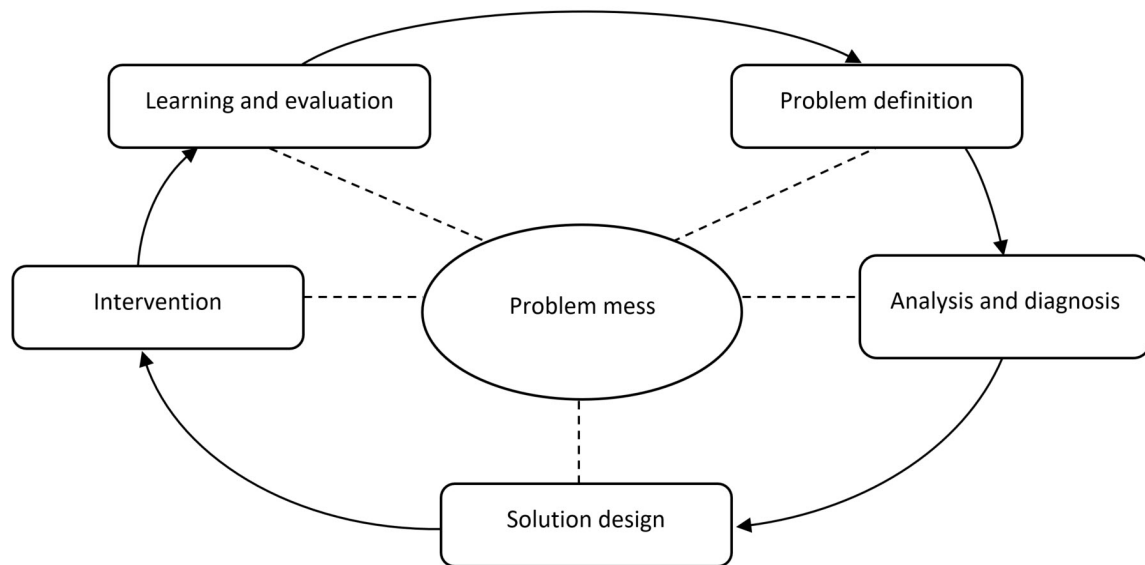 Learning and evaluation
Problem definition
Intervention
Problem mess
Analysis and diagnosis
Solution design